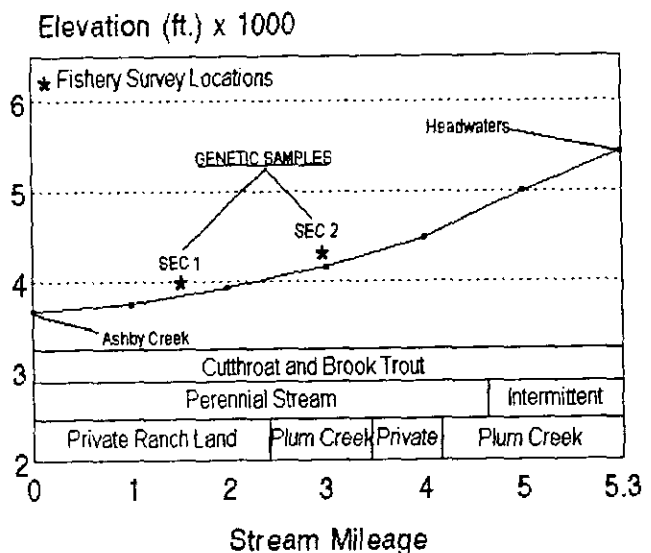 Elevation (ft.) x 1000
★ Fishery Survey Locations
6
Headwaters
GENETIC SAMPLES
5
SEC 2
SEC 1
4
Ashby Creek
Cutthroat and Brook Trout
3
Perennial Stream Intermittent
Private Ranch Land Plum Creek Private Plum Creek
2
0 1 2 3 4 5 5.3
Stream Mileage